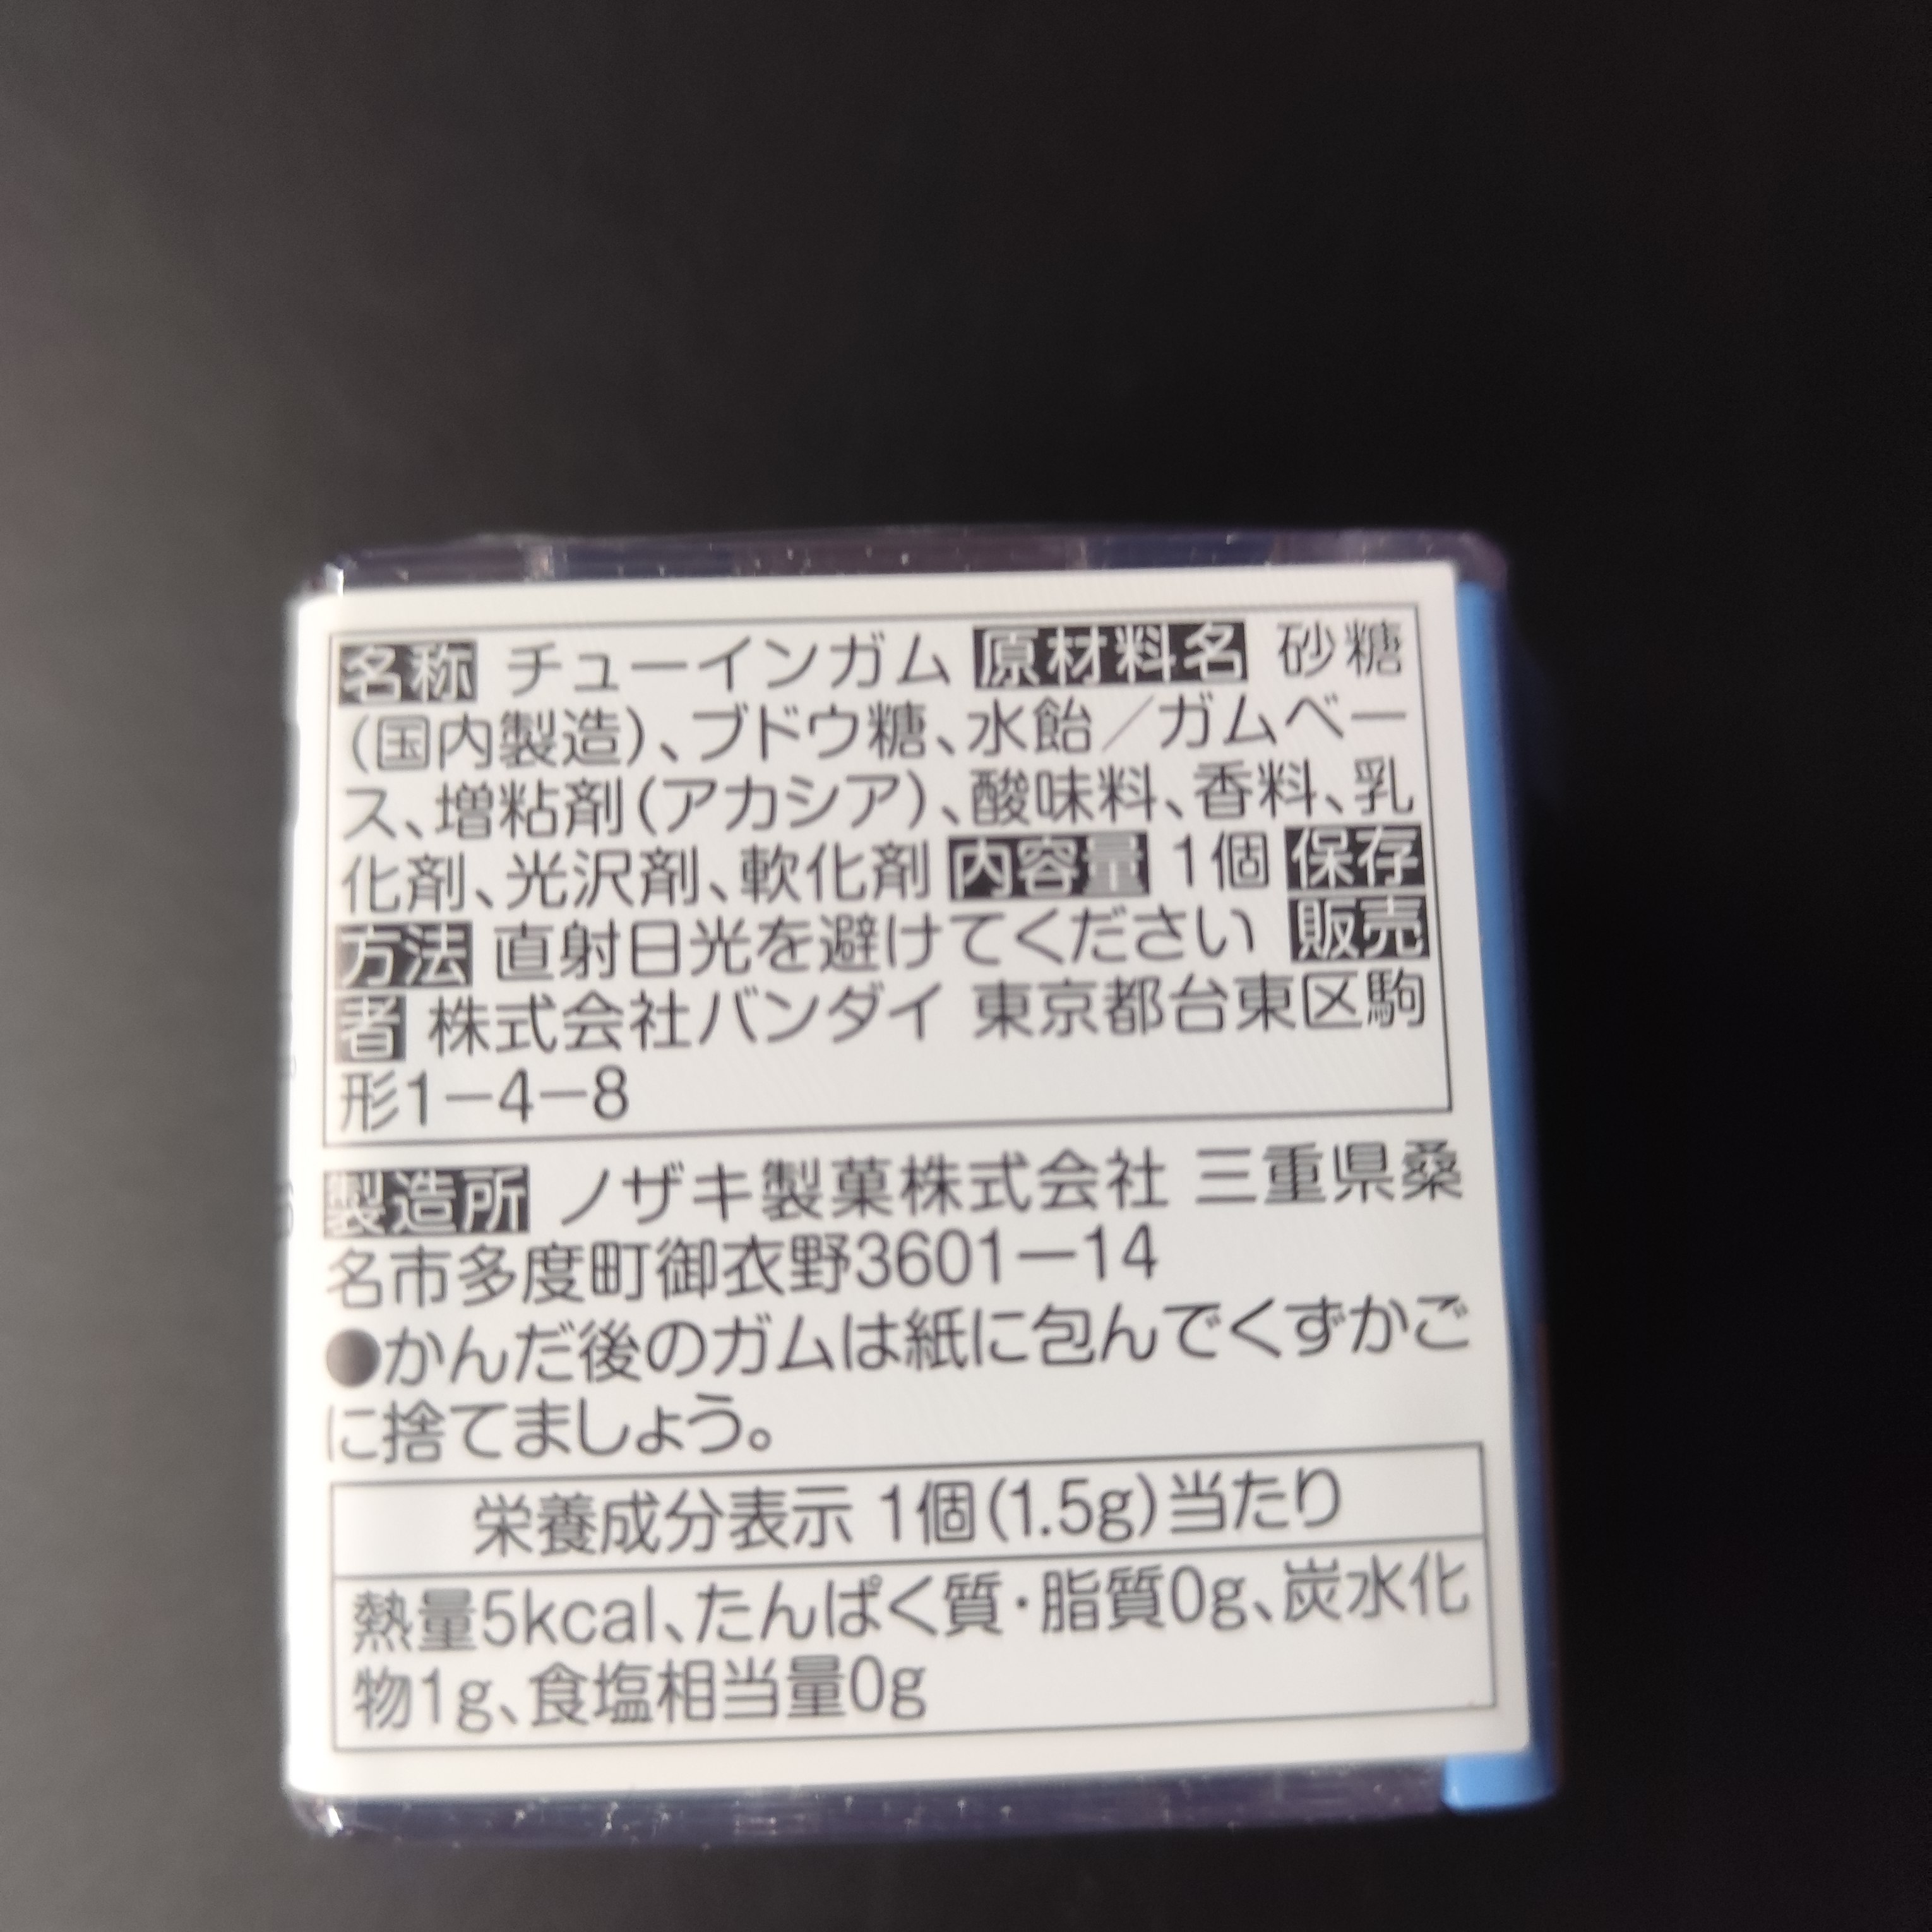 名称 チューインガム 原材料名 砂糖
(国内製造)、ブドウ糖、水飴/ガムベー
ス、増粘剤(アカシア)、酸味料、香料、乳
化剤、光沢剤、軟化剤 内容量 1個 保存
方法 直射日光を避けてください 販売
者 株式会社バンダイ 東京都台東区駒
形1−4−8
製造所 ノザキ製菓株式会社 三重県桑
名市多度町御衣野3601−14
●かんだ後のガムは紙に包んでくずかご
に捨てましょう。
栄養成分表示 1個(1.5g)当たり
熱量5kcal、たんぱく質・脂質0g、炭水化
物1g、食塩相当量0g